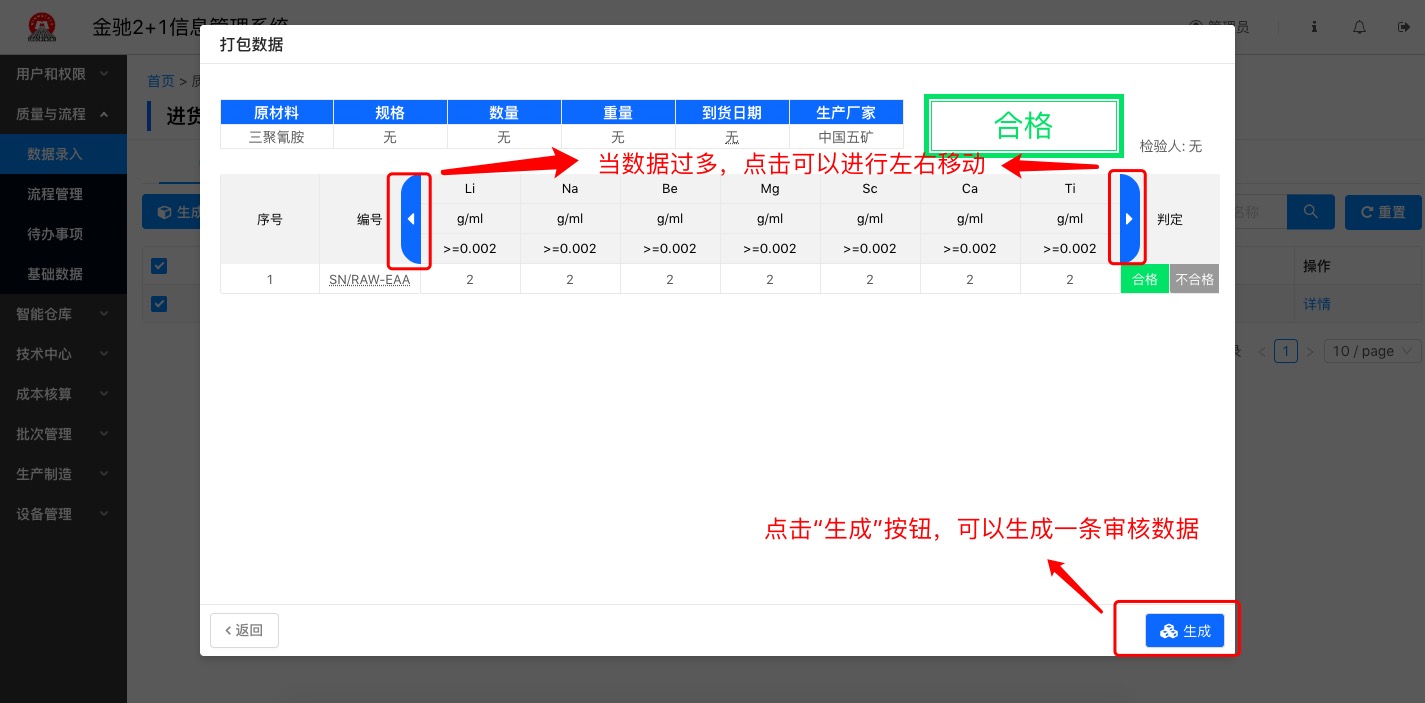 金驰2+1信息管理系统
管理员
用户和权限
质量与流程
数据录入
流程管理
待办事项
基础数据
智能仓库
技术中心
成本核算
批次管理
生产制造
设备管理
首页 > 质
进货
生成
名称
重置
操作
详情
录 < 1 > 10 / page
打包数据
原材料 规格 数量 重量 到货日期 生产厂家
三聚氰胺 无 无 无 无 中国五矿
合格
检验人: 无
当数据过多，点击可以进行左右移动
序号 编号 Li Na Be Mg Sc Ca Ti 判定
g/ml g/ml g/ml g/ml g/ml g/ml g/ml
>=0.002 >=0.002 >=0.002 >=0.002 >=0.002 >=0.002 >=0.002
1 SN/RAW-EAA 2 2 2 2 2 2 2 合格 不合格
点击“生成”按钮，可以生成一条审核数据
返回
生成